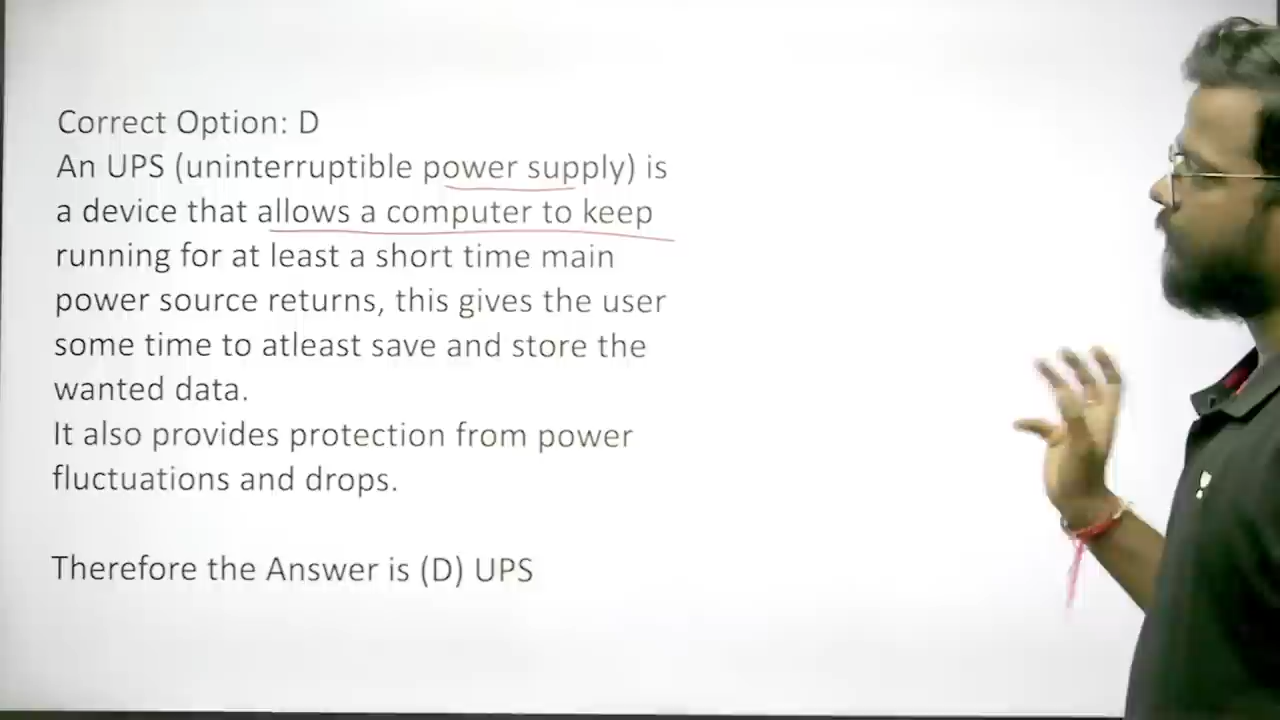 Correct Option: D
An UPS (uninterruptible power supply) is
a device that allows a computer to keep
running for at least a short time main
power source returns, this gives the user
some time to atleast save and store the
wanted data.
It also provides protection from power
fluctuations and drops.
Therefore the Answer is (D) UPS